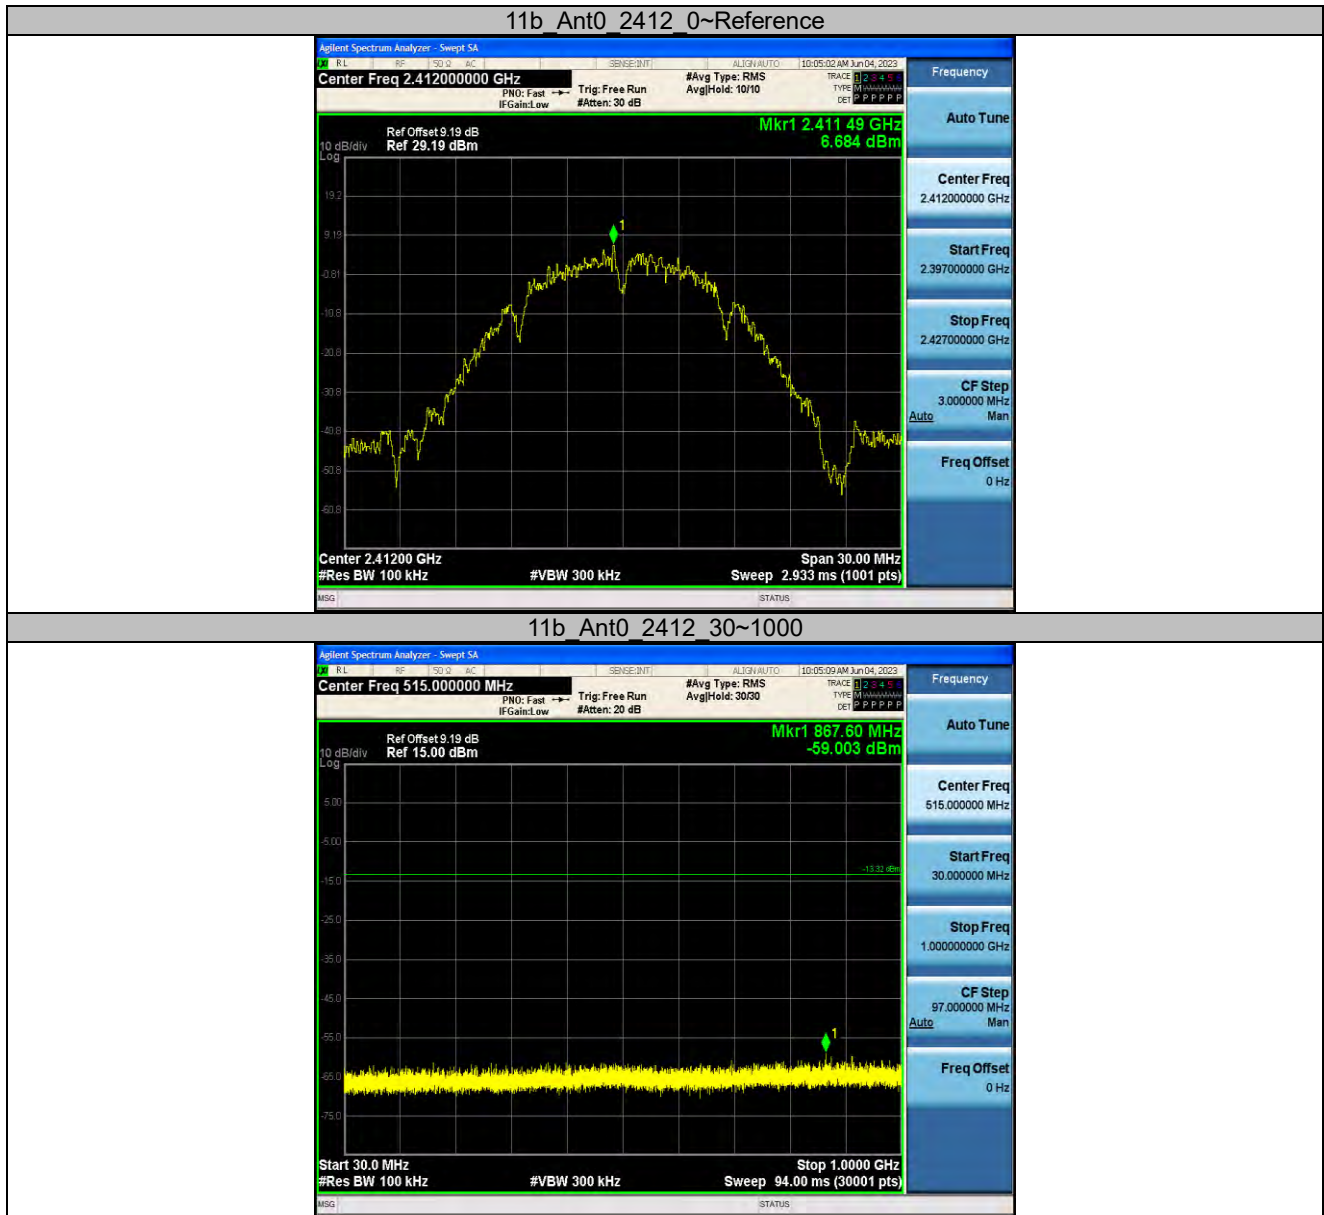 11b_Ant0_2412_0~Reference
Agilent Spectrum Analyzer - Swept SA
RL RF 50 Ω AC SENSE:INT ALIGN AUTO 10:05:02 AM Jun 04, 2023
Center Freq 2.412000000 GHz
PNO: Fast
IFGain:Low
Trig: Free Run
#Atten: 30 dB
#Avg Type: RMS
Avg|Hold: 10/10
TRACE 1 2 3 4 5 6
TYPE M
DET P P P P P P
Frequency
Mkr1 2.411 49 GHz
6.684 dBm
Ref Offset 9.19 dB
10 dB/div Ref 29.19 dBm
Log
19.2
9.19
-0.81
-10.8
-20.8
-30.8
-40.8
-50.8
-60.8
1
Center 2.41200 GHz Span 30.00 MHz
#Res BW 100 kHz #VBW 300 kHz Sweep 2.933 ms (1001 pts)
MSG STATUS
Auto Tune
Center Freq
2.412000000 GHz
Start Freq
2.397000000 GHz
Stop Freq
2.427000000 GHz
CF Step
3.000000 MHz
Auto Man
Freq Offset
0 Hz
11b_Ant0_2412_30~1000
Agilent Spectrum Analyzer - Swept SA
RL RF 50 Ω AC SENSE:INT ALIGN AUTO 10:05:09 AM Jun 04, 2023
Center Freq 515.000000 MHz
PNO: Fast
IFGain:Low
Trig: Free Run
#Atten: 20 dB
#Avg Type: RMS
Avg|Hold: 30/30
TRACE 1 2 3 4 5 6
TYPE M
DET P P P P P P
Frequency
Mkr1 867.60 MHz
-59.003 dBm
Ref Offset 9.19 dB
10 dB/div Ref 15.00 dBm
Log
5.00
-5.00
-15.0
-25.0
-35.0
-45.0
-55.0
-65.0
-75.0
-13.32 dBm
1
Start 30.0 MHz Stop 1.0000 GHz
#Res BW 100 kHz #VBW 300 kHz Sweep 94.00 ms (30001 pts)
MSG STATUS
Auto Tune
Center Freq
515.000000 MHz
Start Freq
30.000000 MHz
Stop Freq
1.000000000 GHz
CF Step
97.000000 MHz
Auto Man
Freq Offset
0 Hz